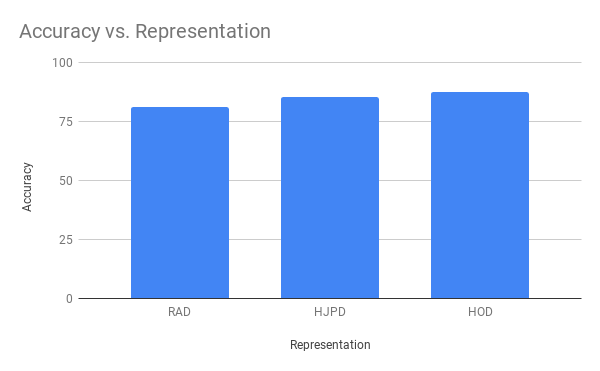 Accuracy vs. Representation
100
75
50
25
0
Accuracy
RAD
HJPD
HOD
Representation